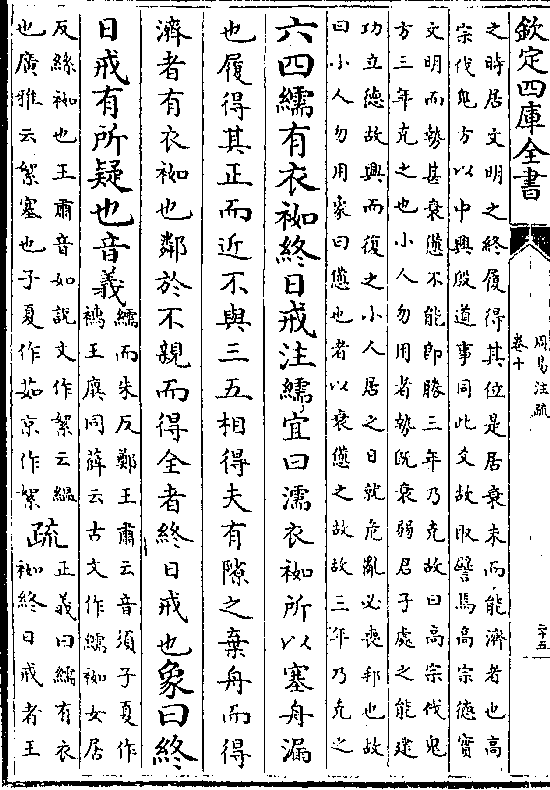 欽定四庫全書
周易注疏
卷十
二十五
之時居文明之終履得其位是居衰末而能濟者也高
宗伐鬼方以中興殷道事同此爻故取譬焉高宗德實
文明而勢甚衰憊不能即勝三年乃克故曰高宗伐鬼
方三年克之也小人勿用者勢既衰弱君子處之能建
功立德故興而復之小人居之日就危亂必喪邦也故
曰小人勿用象曰憊也者以衰憊之故故三年乃克之
六四繻有衣袽終日戒注繻宜曰濡衣袽所以塞舟漏
也履得其正而近不與三五相得夫有隙之棄舟而得
濟者有衣袽也鄰於不親而得全者終日戒也象曰終
日戒有所疑也音義
繻而朱反鄭王肅云音須子夏作
襦王廙同薛云古文作繻袽女居
反絲袽也王肅音如説文作絮云緼
也廣雅云絮塞也子夏作茹京作絮
疏
正義曰繻有衣
袽終日戒者王